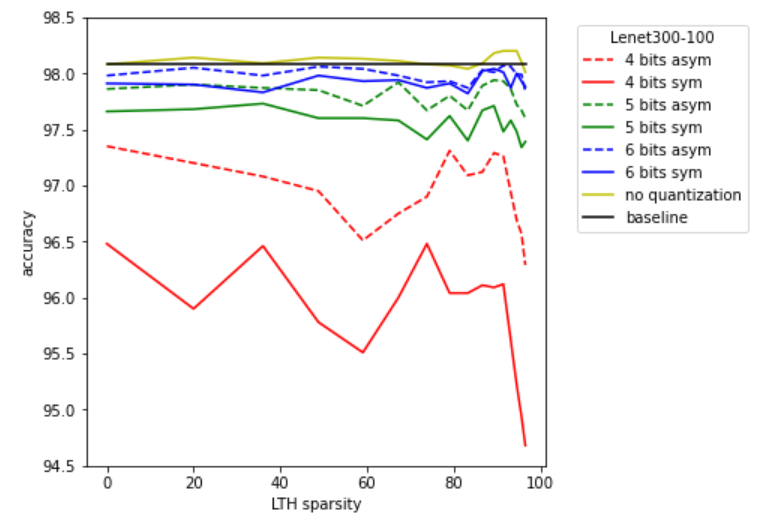 98.5
98.0
97.5
97.0
96.5
96.0
95.5
95.0
94.5
accuracy
0 20 40 60 80 100
LTH sparsity
Lenet300-100
4 bits asym
4 bits sym
5 bits asym
5 bits sym
6 bits asym
6 bits sym
no quantization
baseline